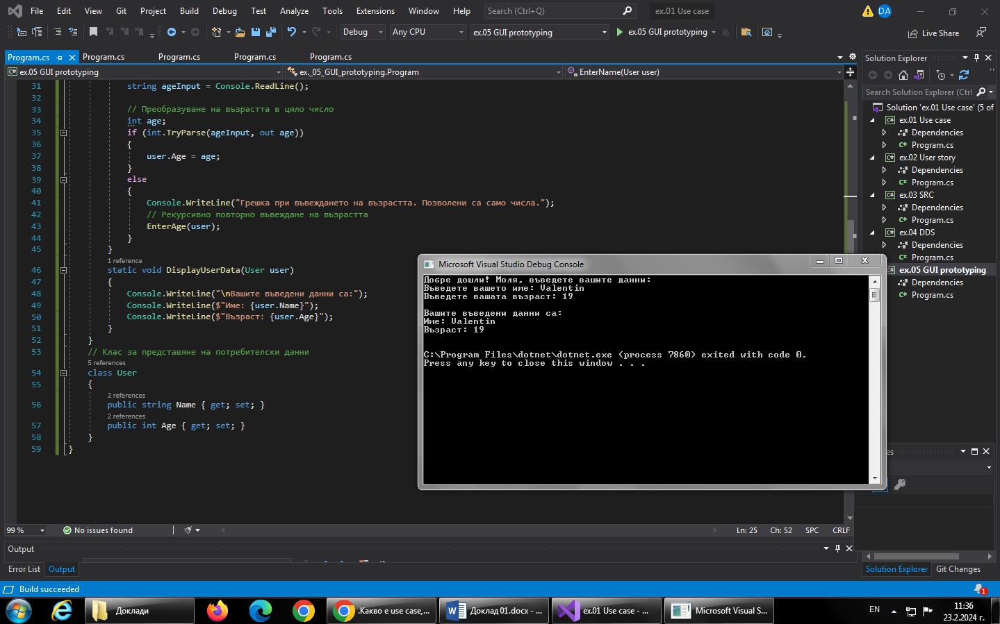 File Edit View Git Project Build Debug Test Analyze Tools Extensions Window Help Search (Ctrl+Q) ex.01 Use case DA
Debug Any CPU ex.05 GUI prototyping ex.05 GUI prototyping Live Share
Program.cs Program.cs Program.cs Program.cs Program.cs
ex.05 GUI prototyping ex._05_GUI_prototyping.Program EnterName(User user)
31 string ageInput = Console.ReadLine();
32
33 // Преобразуване на възрастта в цяло число
34 int age;
35 if (int.TryParse(ageInput, out age))
36 {
37 user.Age = age;
38 }
39 else
40 {
41 Console.WriteLine("Грешка при въвеждането на възрастта. Позволени са само числа.");
42 // Рекурсивно повторно въвеждане на възрастта
43 EnterAge(user);
44 }
45 }
1 reference
46 static void DisplayUserData(User user)
47 {
48 Console.WriteLine("\nВашите въведени данни са:");
49 Console.WriteLine($"Име: {user.Name}");
50 Console.WriteLine($"Възраст: {user.Age}");
51 }
52 }
53 // Клас за представяне на потребителски данни
5 references
54 class User
55 {
2 references
56 public string Name { get; set; }
2 references
57 public int Age { get; set; }
58 }
59 }
Microsoft Visual Studio Debug Console
Добре дошли! Моля, въведете вашите данни:
Въведете вашето име: Valentin
Въведете вашата възраст: 19
Вашите въведени данни са:
Име: Valentin
Възраст: 19
C:\Program Files\dotnet\dotnet.exe (process 7860) exited with code 0.
Press any key to close this window . . .
Solution Explorer
Search Solution Explorer (Ctrl
Solution 'ex.01 Use case' (5 of
ex.01 Use case
Dependencies
Program.cs
ex.02 User story
Dependencies
Program.cs
ex.03 SRC
Dependencies
Program.cs
ex.04 DDS
Dependencies
Program.cs
ex.05 GUI prototyping
Dependencies
Program.cs
es
99 % No issues found Ln: 25 Ch: 52 SPC CRLF
Output
Error List Output Solution Explorer Git Changes
Build succeeded 1
Доклади .Какво е use case,... Доклад 01.docx - ... ex.01 Use case - ... Microsoft Visual S... EN 11:36
23.2.2024 г.